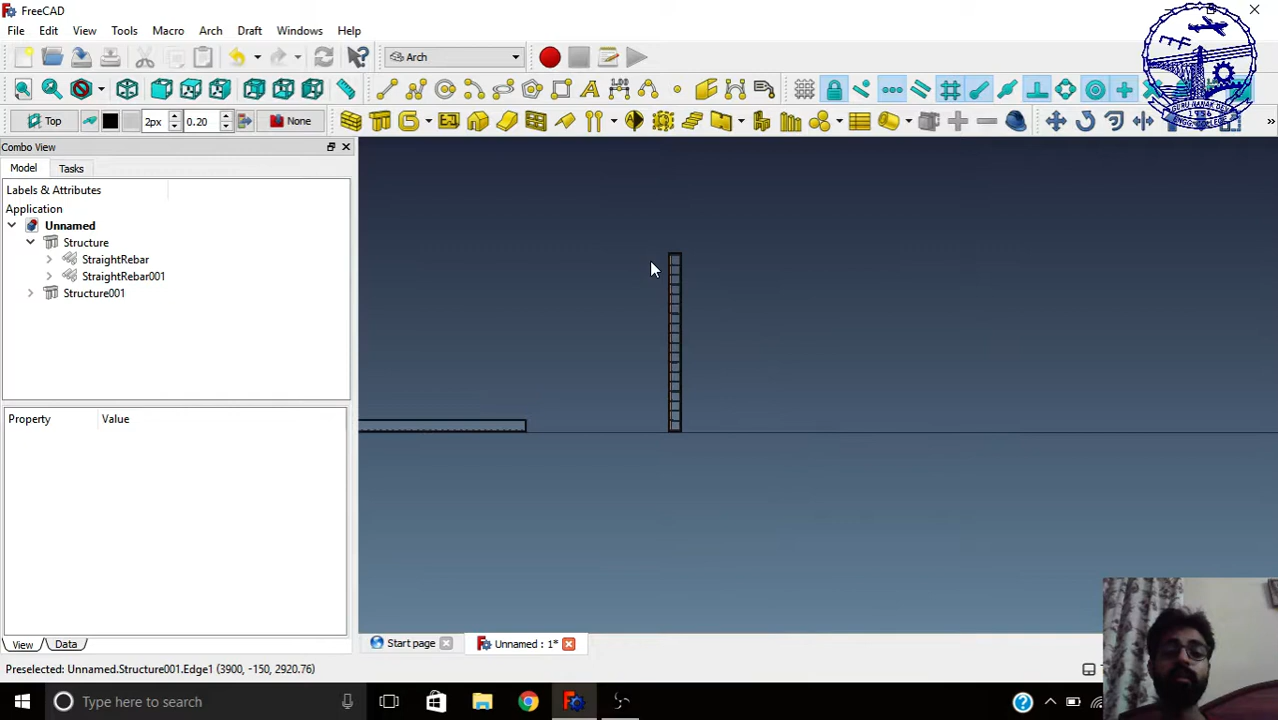 FreeCAD
File Edit View Tools Macro Arch Draft Windows Help
Arch
Top 2px 0.20 None »
Combo View
Model Tasks
Labels & Attributes
Application
Unnamed
Structure
StraightRebar
StraightRebar001
Structure001
Property Value
View Data
Start page Unnamed : 1*
Preselected: Unnamed.Structure001.Edge1 (3900, -150, 2920.76)
Type here to search